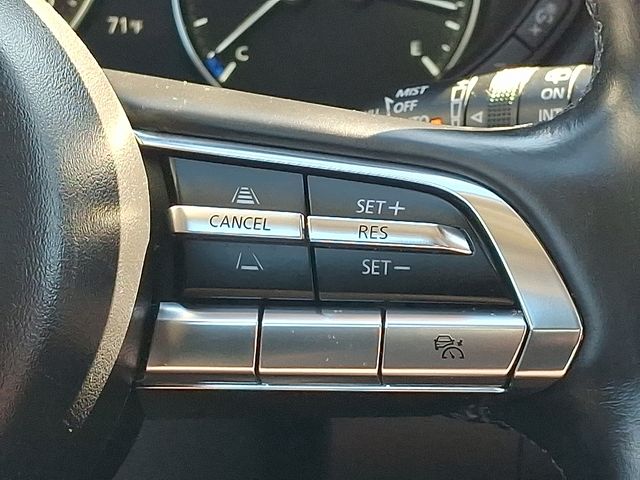 71°F
C
E
MIST
OFF
ON
INT
CANCEL
SET+
RES
SET−